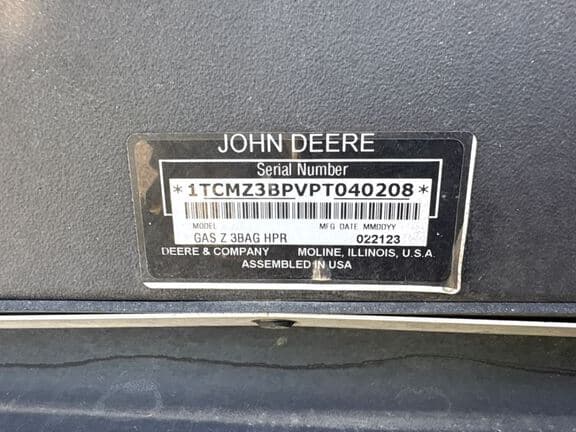 JOHN DEERE
Serial Number
*1TCMZ3BPVPT040208*
MODEL MFG DATE MMDDYY
GAS Z 3BAG HPR 022123
DEERE & COMPANY MOLINE, ILLINOIS, U.S.A.
ASSEMBLED IN USA